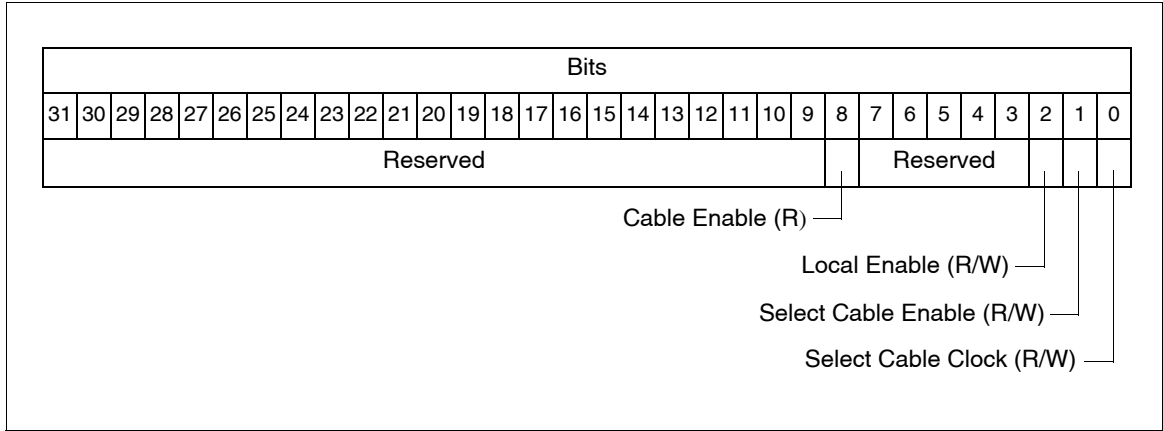 Bits
31 30 29 28 27 26 25 24 23 22 21 20 19 18 17 16 15 14 13 12 11 10 9 8 7 6 5 4 3 2 1 0
Reserved Reserved
Cable Enable (R)
Local Enable (R/W)
Select Cable Enable (R/W)
Select Cable Clock (R/W)